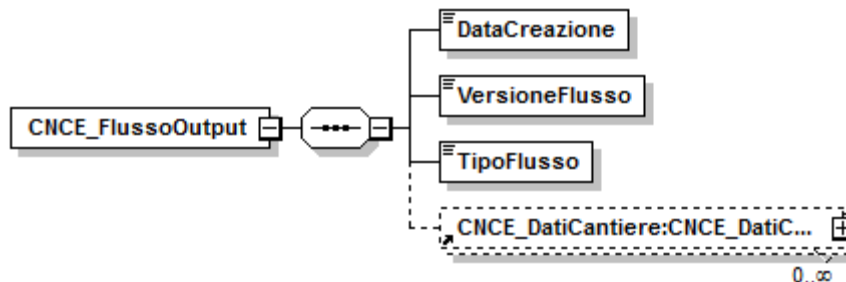 DataCreazione
VersioneFlusso
CNCE_FlussoOutput
TipoFlusso
CNCE_DatiCantiere:CNCE_DatiC...
0..∞